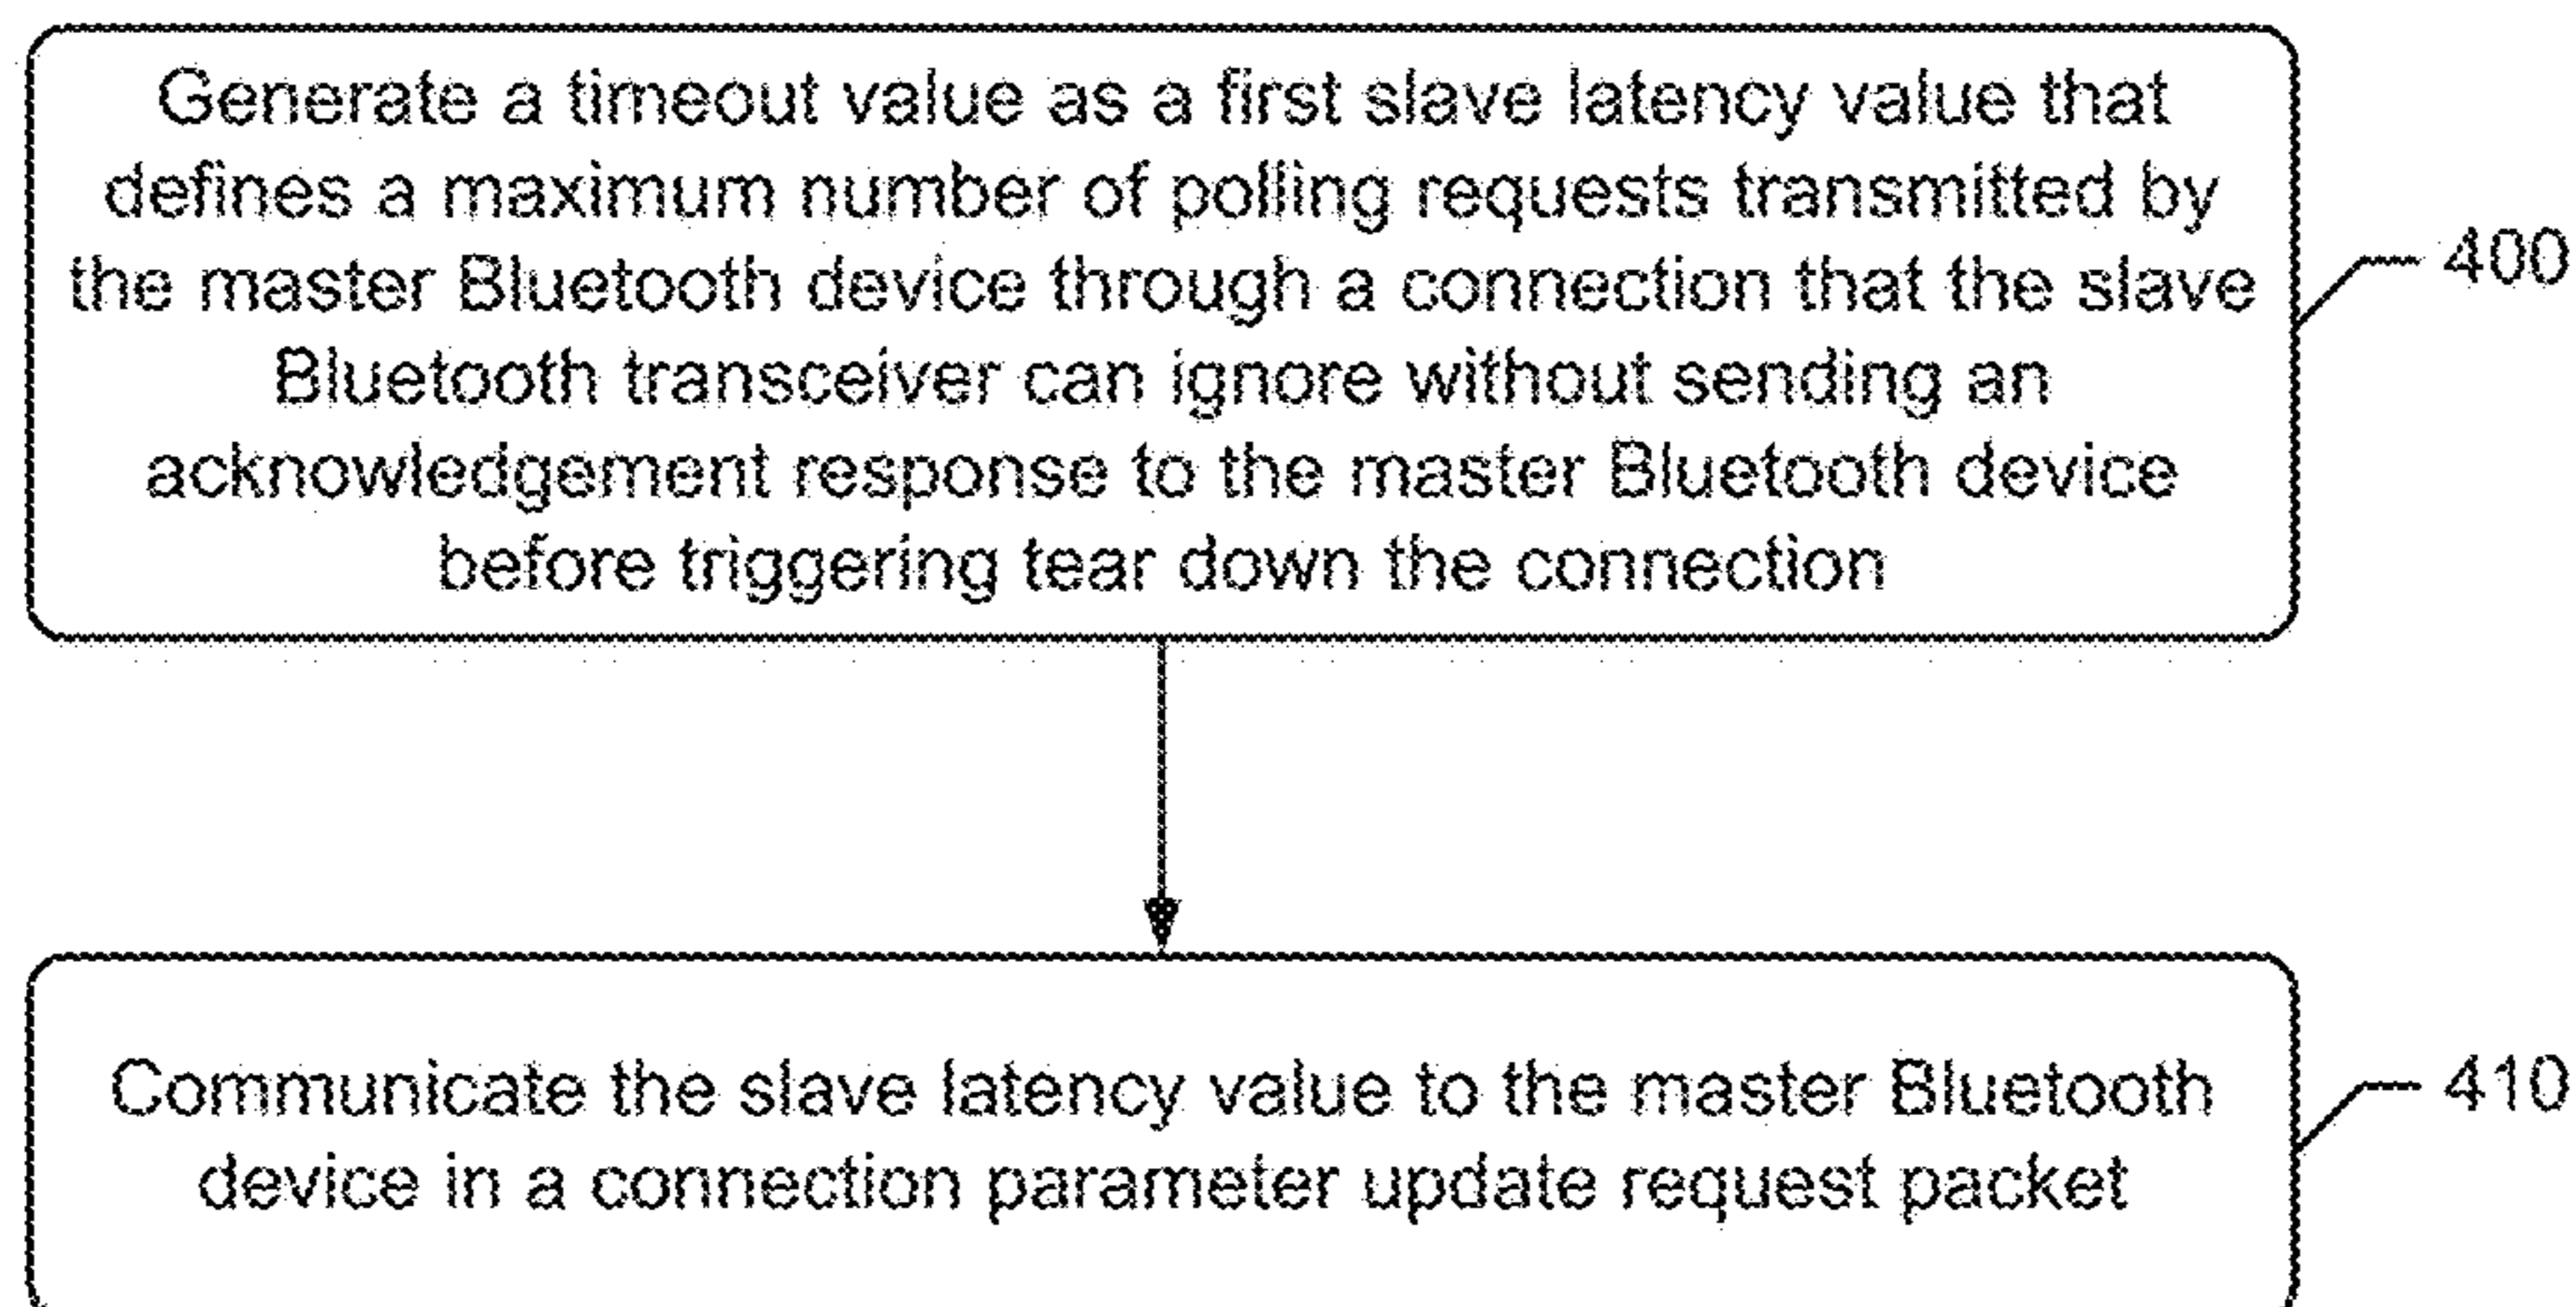 Generate a timeout value as a first slave latency value that
defines a maximum number of polling requests transmitted by
the master Bluetooth device through a connection that the slave
Bluetooth transceiver can ignore without sending an
acknowledgement response to the master Bluetooth device
before triggering tear down the connection
400
Communicate the slave latency value to the master Bluetooth
device in a connection parameter update request packet
410